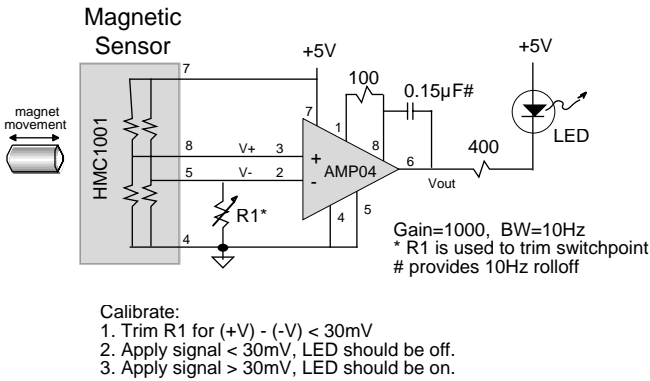 Magnetic
Sensor
+5V
+5V
7
100
0.15µF#
magnet
movement
HMC1001
7
1
8
LED
8
V+
3
+
AMP04
6
400
5
V-
2
-
Vout
R1*
4
5
4
Gain=1000, BW=10Hz
* R1 is used to trim switchpoint
# provides 10Hz rolloff
Calibrate:
1. Trim R1 for (+V) - (-V) < 30mV
2. Apply signal < 30mV, LED should be off.
3. Apply signal > 30mV, LED should be on.